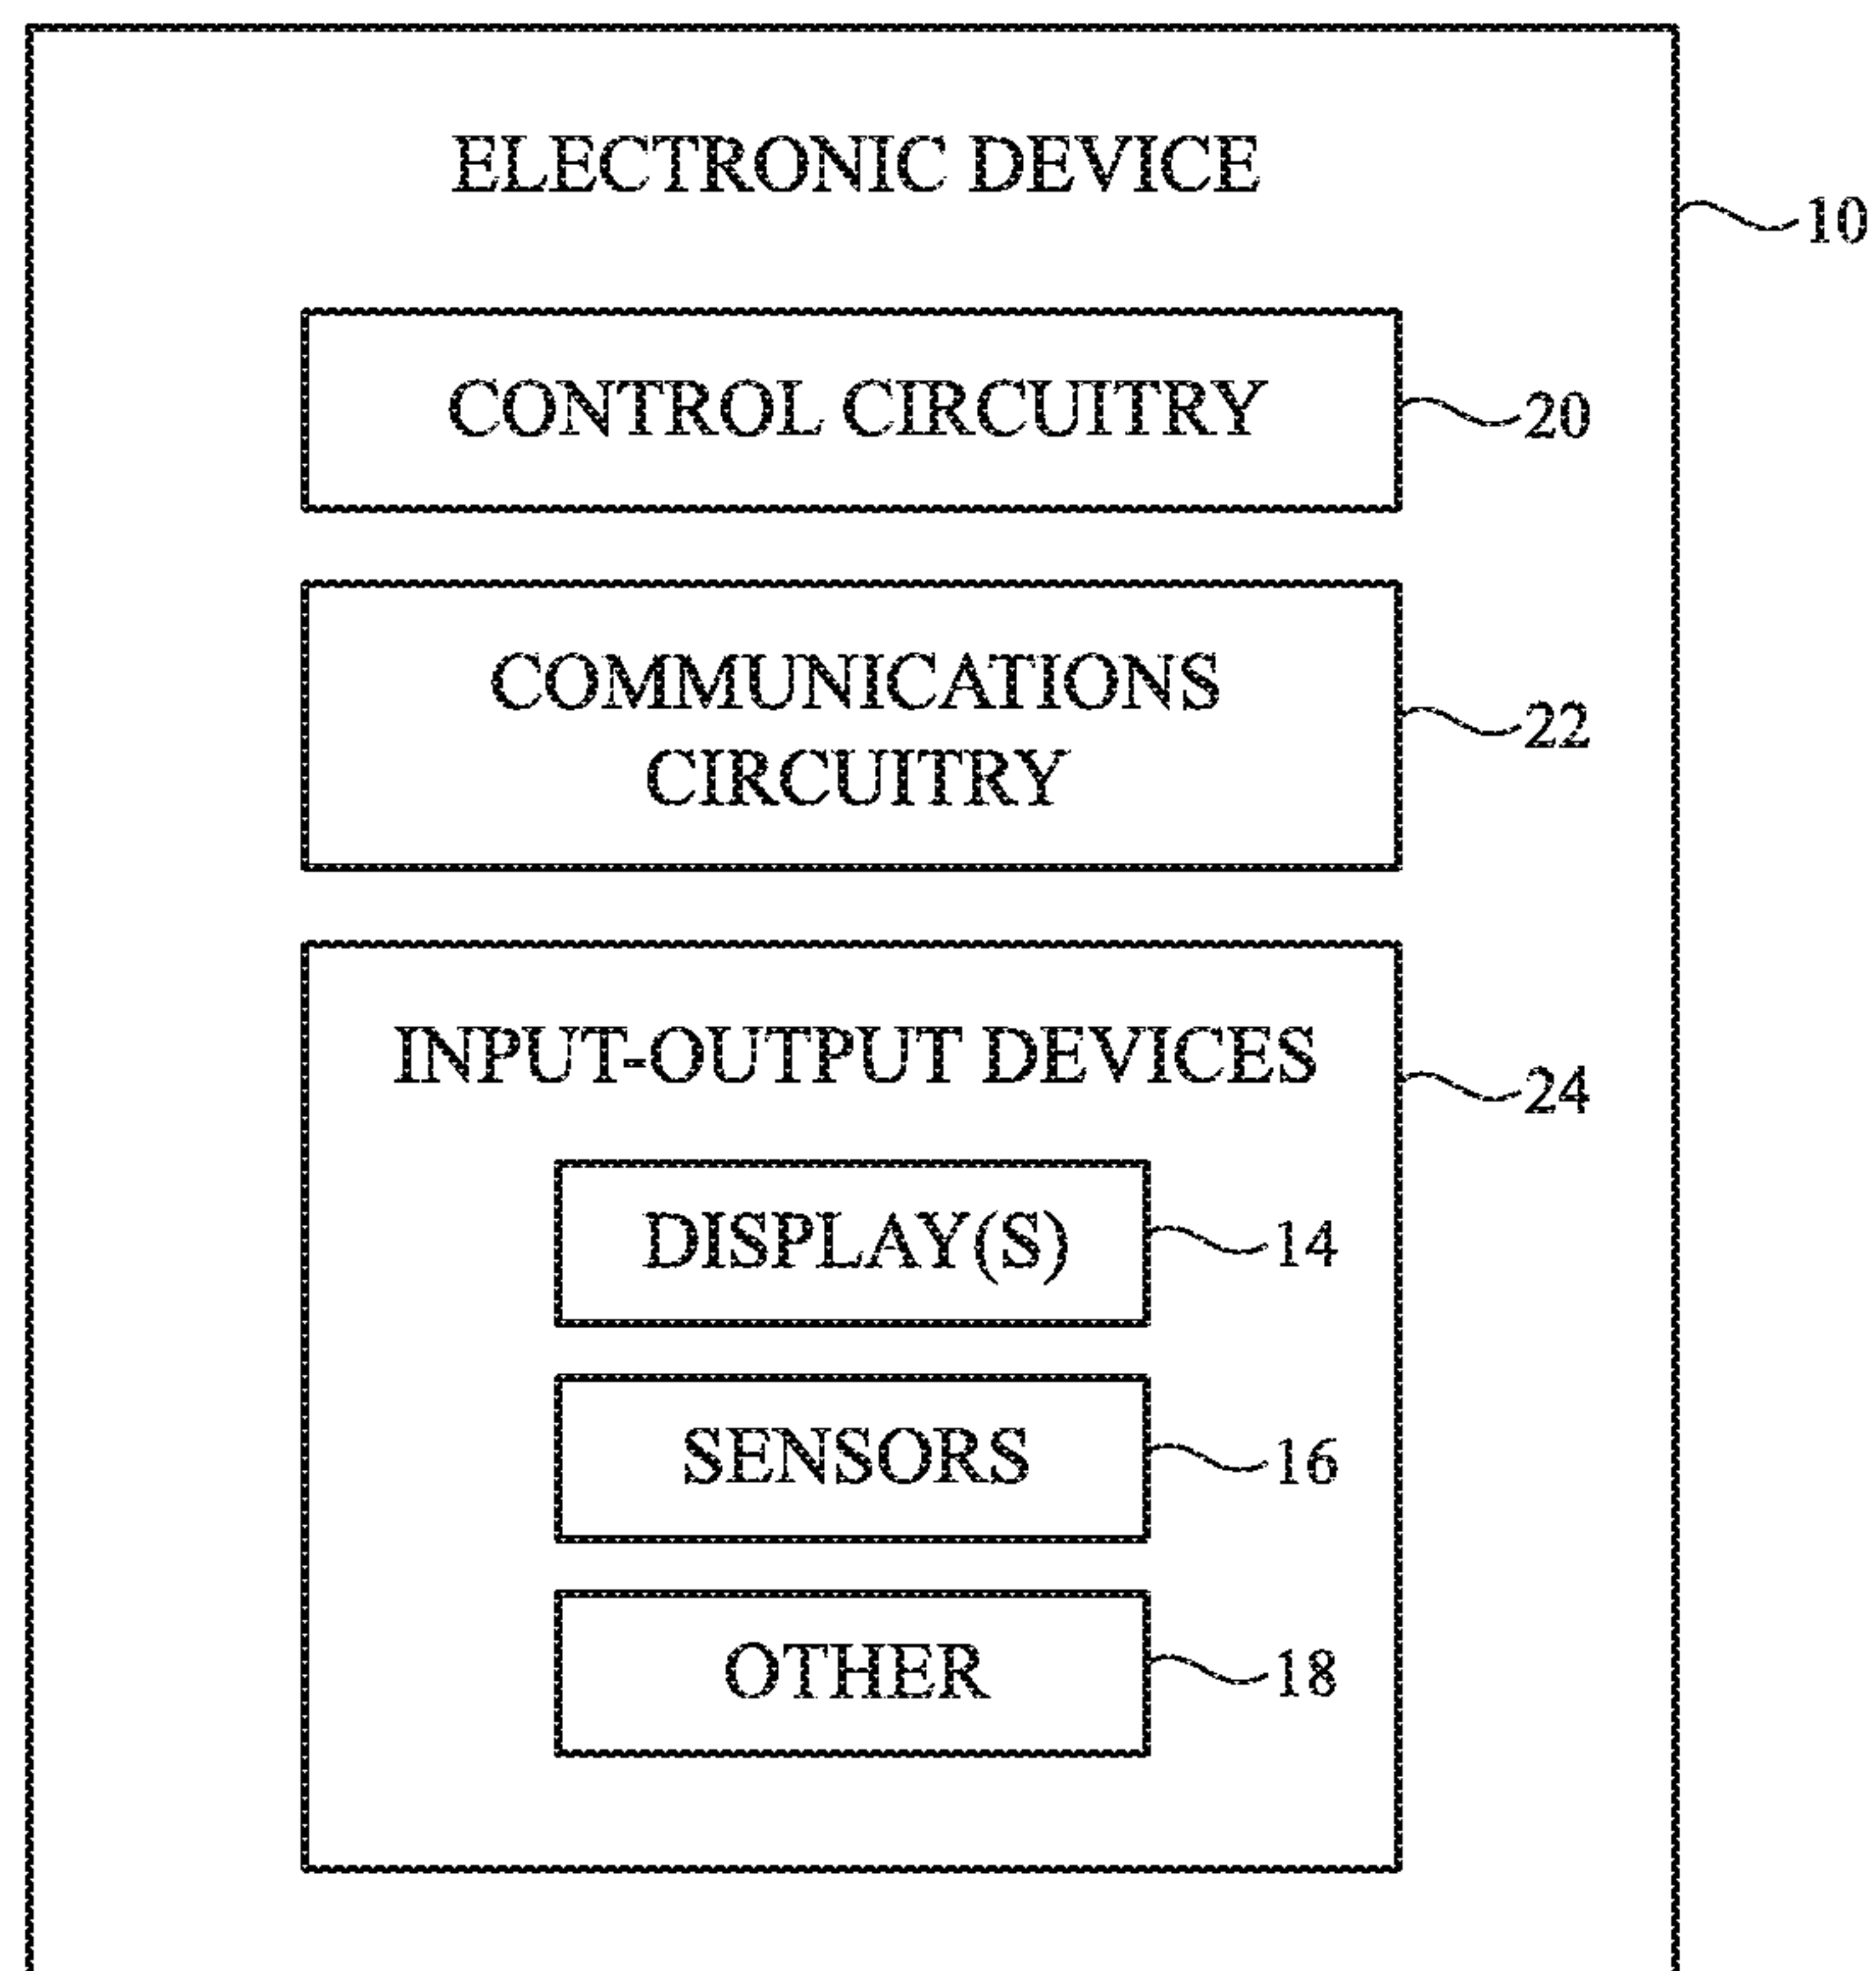 ELECTRONIC DEVICE
10
CONTROL CIRCUITRY
20
COMMUNICATIONS
CIRCUITRY
22
INPUT-OUTPUT DEVICES
24
DISPLAY(S)
14
SENSORS
16
OTHER
18